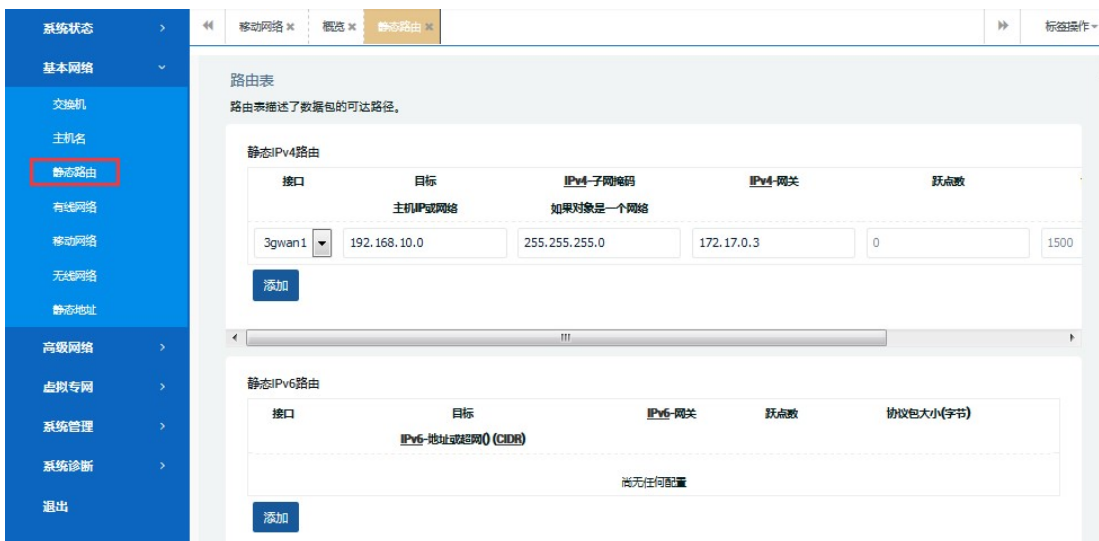 系统状态
基本网络
交换机
主机名
静态路由
有线网络
移动网络
无线网络
静态地址
高级网络
虚拟专网
系统管理
系统诊断
退出
移动网络 概览 静态路由 标签操作
路由表
路由表描述了数据包的可达路径。
静态IPv4路由
接口 目标 IPv4-子网掩码 IPv4-网关 跃点数
主机IP或网络 如果对象是一个网络
3gwan1 192.168.10.0 255.255.255.0 172.17.0.3 0 1500
添加
静态IPv6路由
接口 目标 IPv6-网关 跃点数 协议包大小(字节)
IPv6-地址或超网() (CIDR)
尚无任何配置
添加